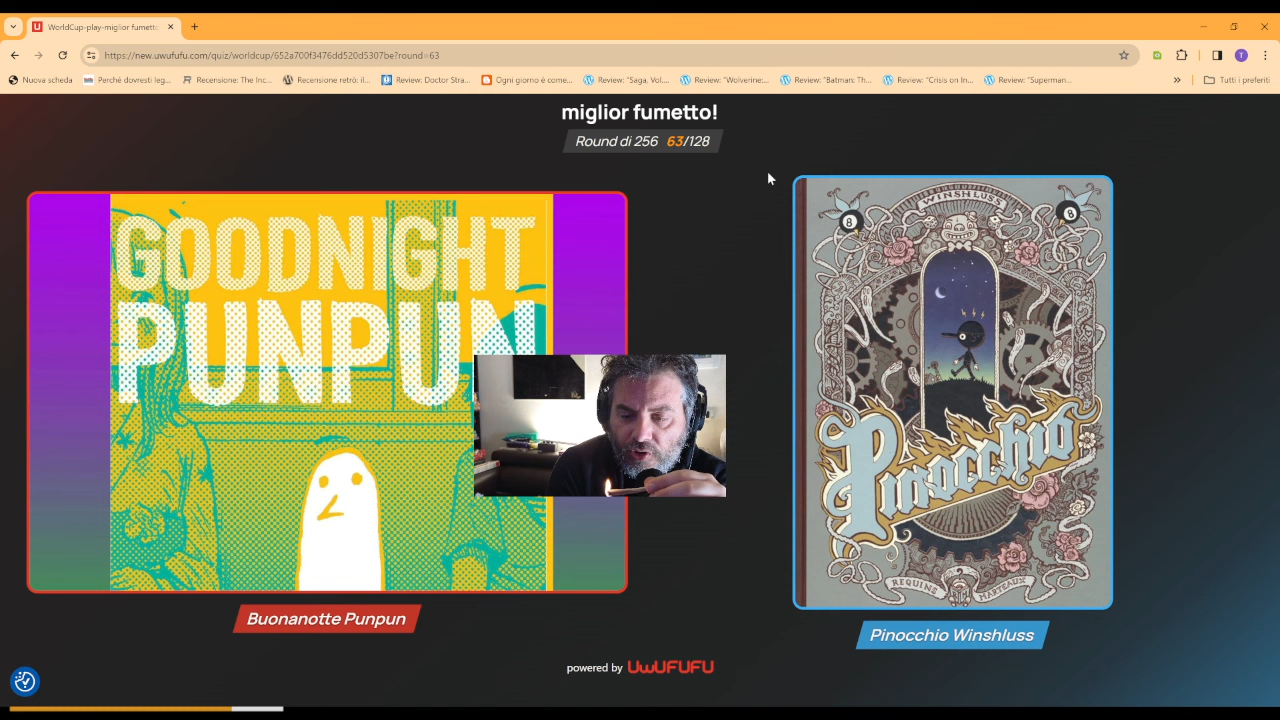 WorldCup-play-miglior fumetto:
https://new.uwufufu.com/quiz/worldcup/652a700f3476dd520d5307be?round=63
T
Nuova scheda
Perché dovresti leg...
Recensione: The Inc...
Recensione retrò: il...
Review: Doctor Stra...
Ogni giorno è come...
Review: "Saga. Vol....
Review: "Wolverine:...
Review: "Batman: Th...
Review: "Crisis on In...
Review: "Superman...
»
Tutti i preferiti
miglior fumetto!
Round di 256 63/128
GOODNIGHT
PUNPUN
WINSHLUSS
8
8
Pinocchio
REQUINS MARTEAUX
Buonanotte Punpun
Pinocchio Winshluss
powered by UwUFUFU